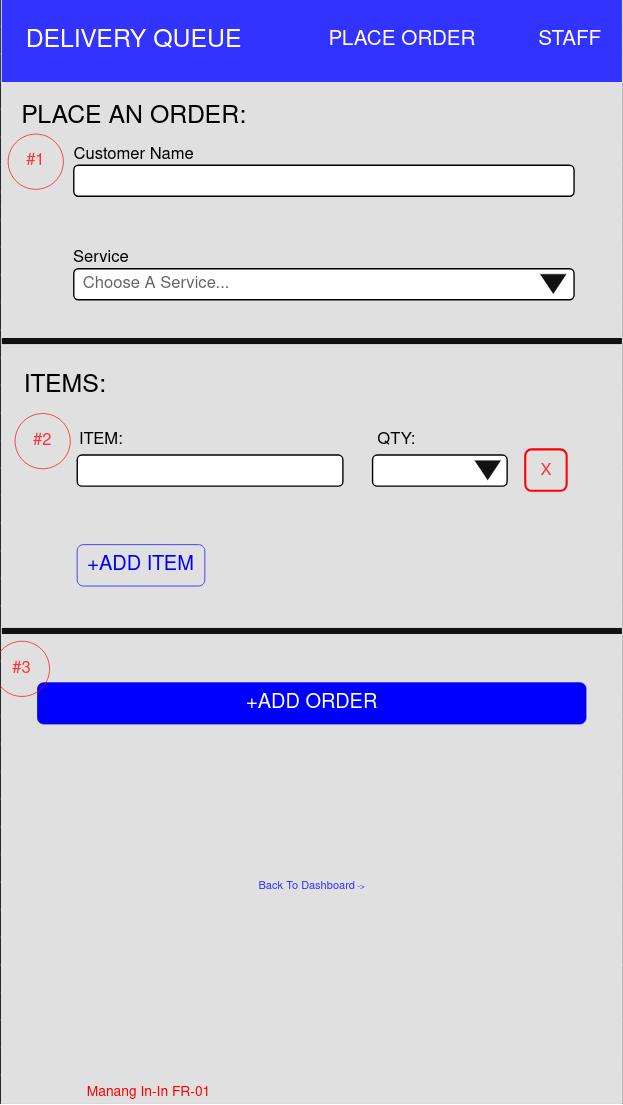 DELIVERY QUEUE PLACE ORDER STAFF
PLACE AN ORDER:
#1
Customer Name
Service
Choose A Service...
ITEMS:
#2
ITEM: QTY:
X
+ADD ITEM
#3
+ADD ORDER
Back To Dashboard ->
Manang In-In FR-01